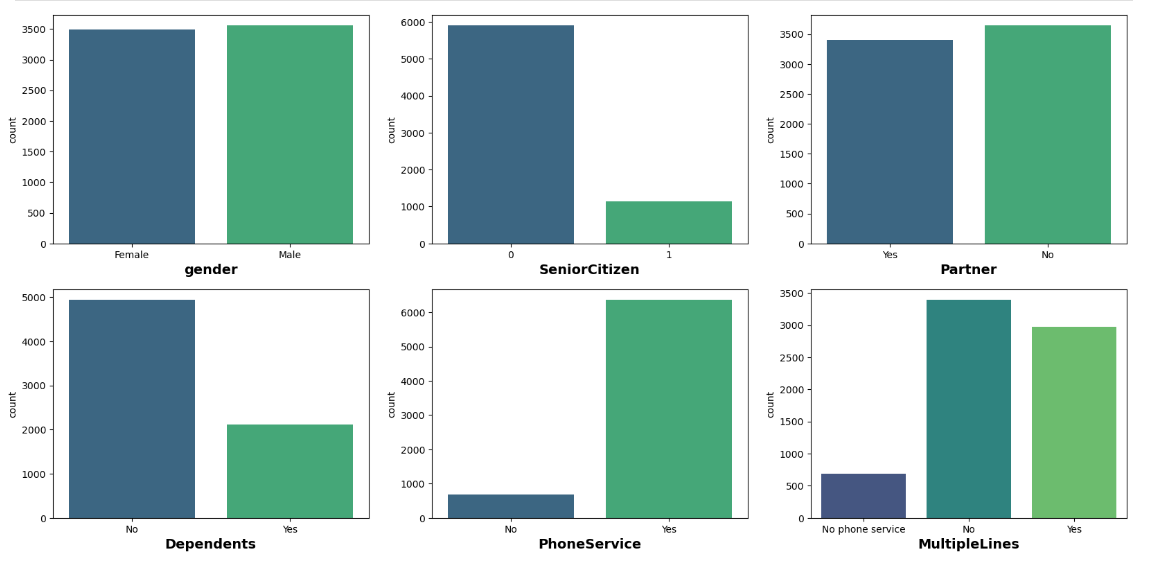 3500
3000
2500
2000
1500
1000
500
0
count
Female Male
gender
6000
5000
4000
3000
2000
1000
0
count
0 1
SeniorCitizen
3500
3000
2500
2000
1500
1000
500
0
count
Yes No
Partner
5000
4000
3000
2000
1000
0
count
No Yes
Dependents
6000
5000
4000
3000
2000
1000
0
count
No Yes
PhoneService
3500
3000
2500
2000
1500
1000
500
0
count
No phone service No Yes
MultipleLines